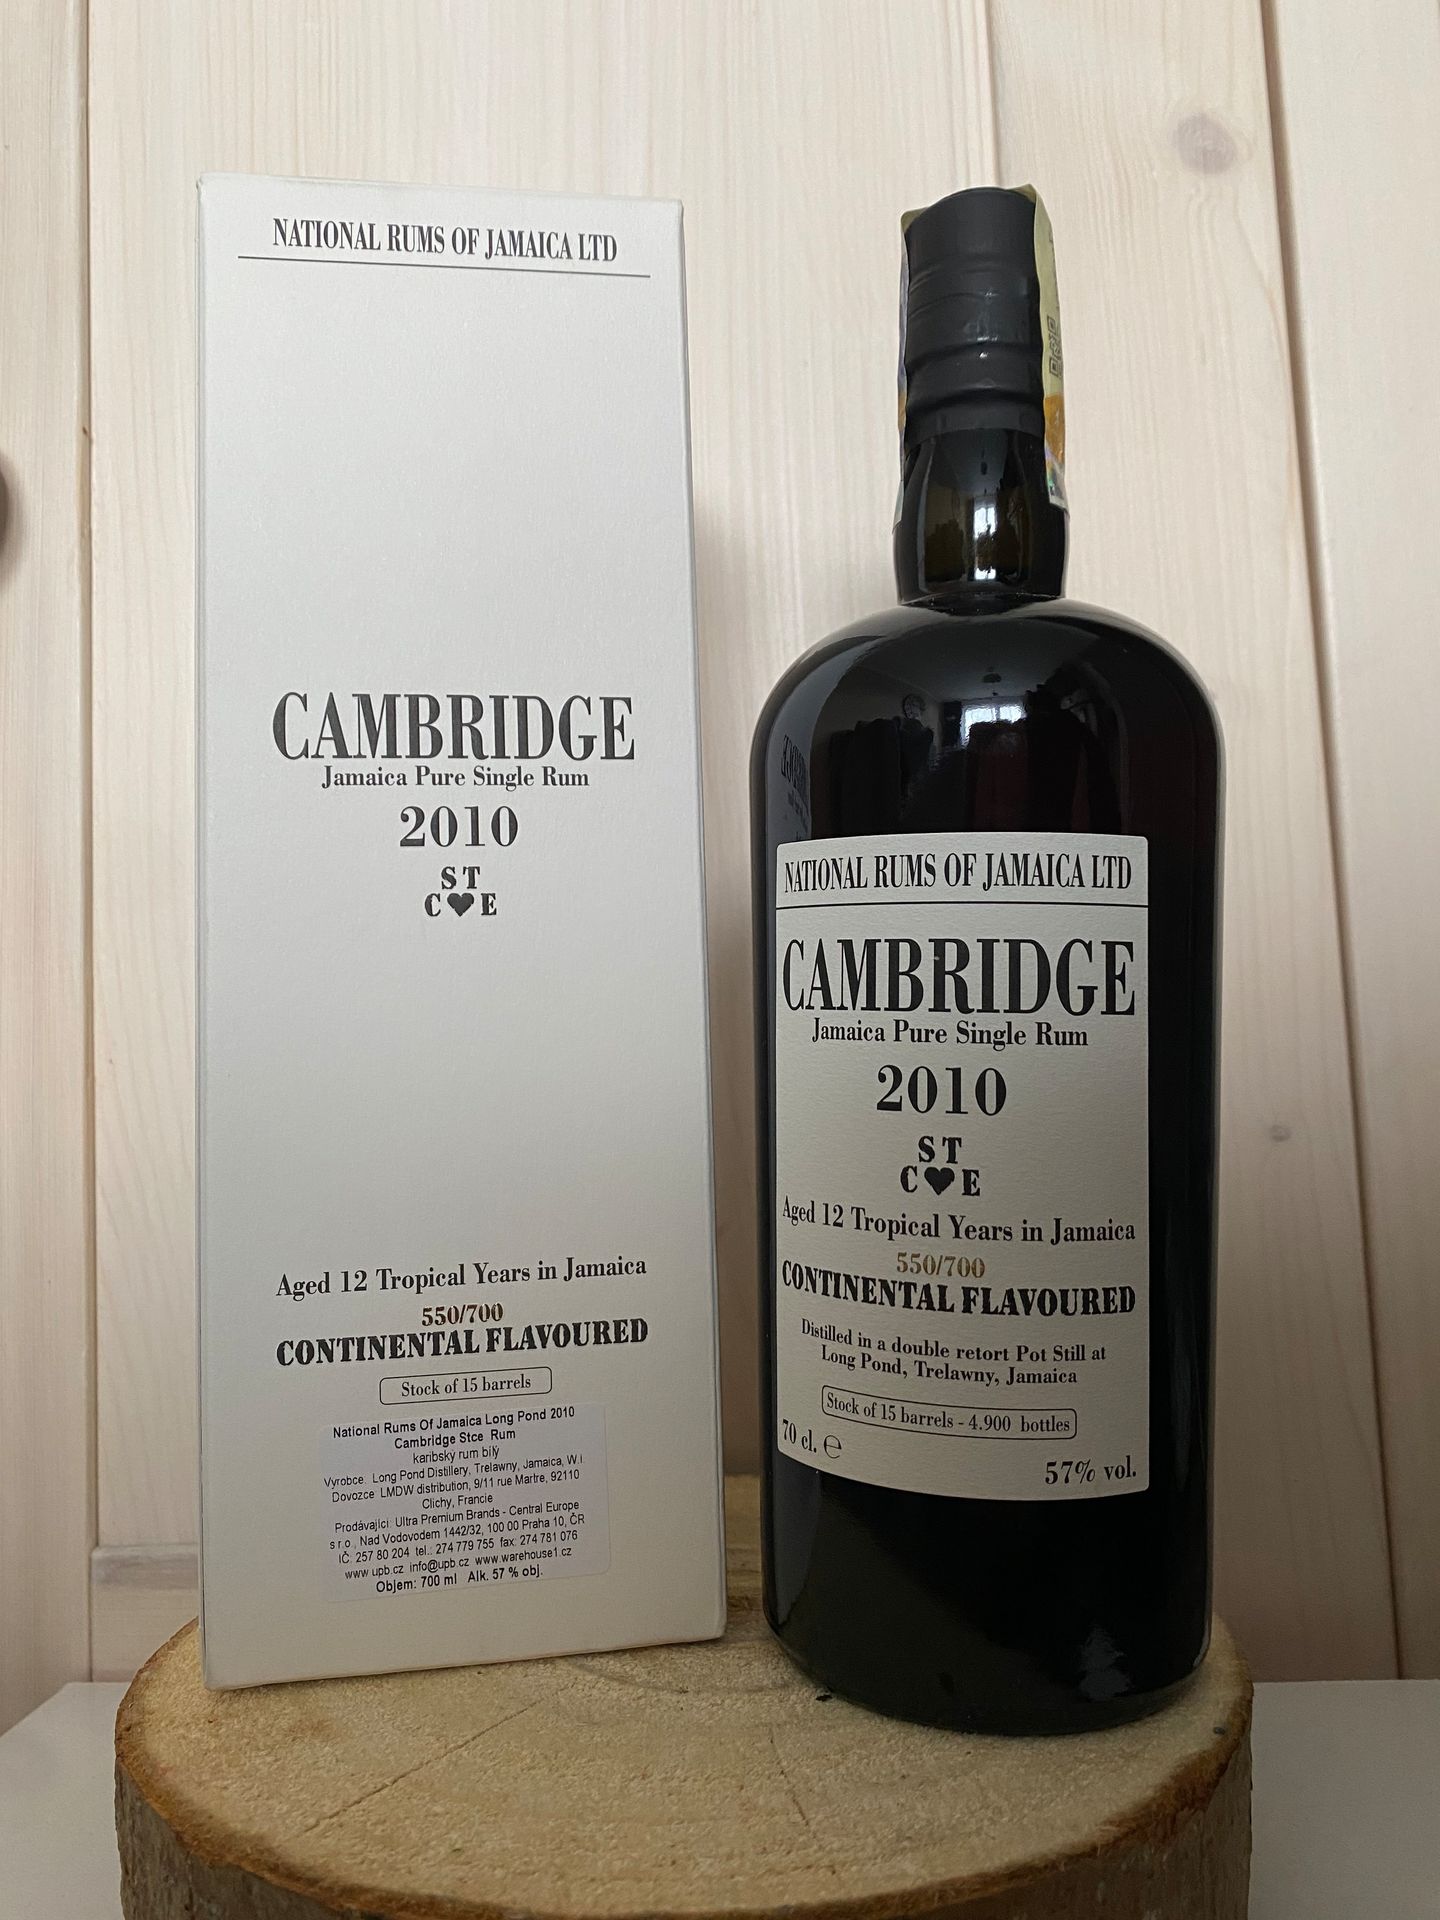 NATIONAL RUMS OF JAMAICA LTD
CAMBRIDGE
Jamaica Pure Single Rum
2010
S T
C♥E
Aged 12 Tropical Years in Jamaica
550/700
CONTINENTAL FLAVOURED
Stock of 15 barrels
National Rums Of Jamaica Long Pond 2010
Cambridge Stce Rum
karibský rum bílý
Vyrobce: Long Pond Distillery, Trelawny, Jamaica, W.I.
Dovozce LMDW distribution, 9/11 rue Martre, 92110
Clichy, Francie
Prodávající: Ultra Premium Brands - Central Europe
s r o , Nad Vodovodem 1442/32, 100 00 Praha 10, ČR
IČ: 257 80 204 tel.: 274 779 755 fax: 274 781 076
www upb.cz info@upb.cz www.warehouse1.cz
Objem: 700 ml Alk. 57 % obj.
NATIONAL RUMS OF JAMAICA LTD
CAMBRIDGE
Jamaica Pure Single Rum
2010
S T
C♥E
Aged 12 Tropical Years in Jamaica
550/700
CONTINENTAL FLAVOURED
Distilled in a double retort Pot Still at
Long Pond, Trelawny, Jamaica
Stock of 15 barrels - 4.900 bottles
70 cl. ℮
57% vol.